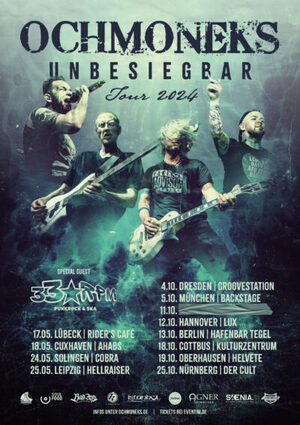 OCHMONEKS
UNBESIEGBAR
Tour 2024
SPECIAL GUEST
33 RPM
PUNKROCK & SKA
17.05. LÜBECK | RIDER'S CAFÉ
18.05. CUXHAVEN | AHABS
24.05. SOLINGEN | COBRA
25.05. LEIPZIG | HELLRAISER
4.10. DRESDEN | GROOVESTATION
5.10. MÜNCHEN | BACKSTAGE
11.10.
12.10. HANNOVER | LUX
13.10. BERLIN | HAFENBAR TEGEL
18.10. COTTBUS | KULTURZENTRUM
19.10. OBERHAUSEN | HELVETE
25.10. NÜRNBERG | DER CULT
AGNER
INFOS UNTER OCHMONEKS.DE | TICKETS BEI EVENTIM.DE